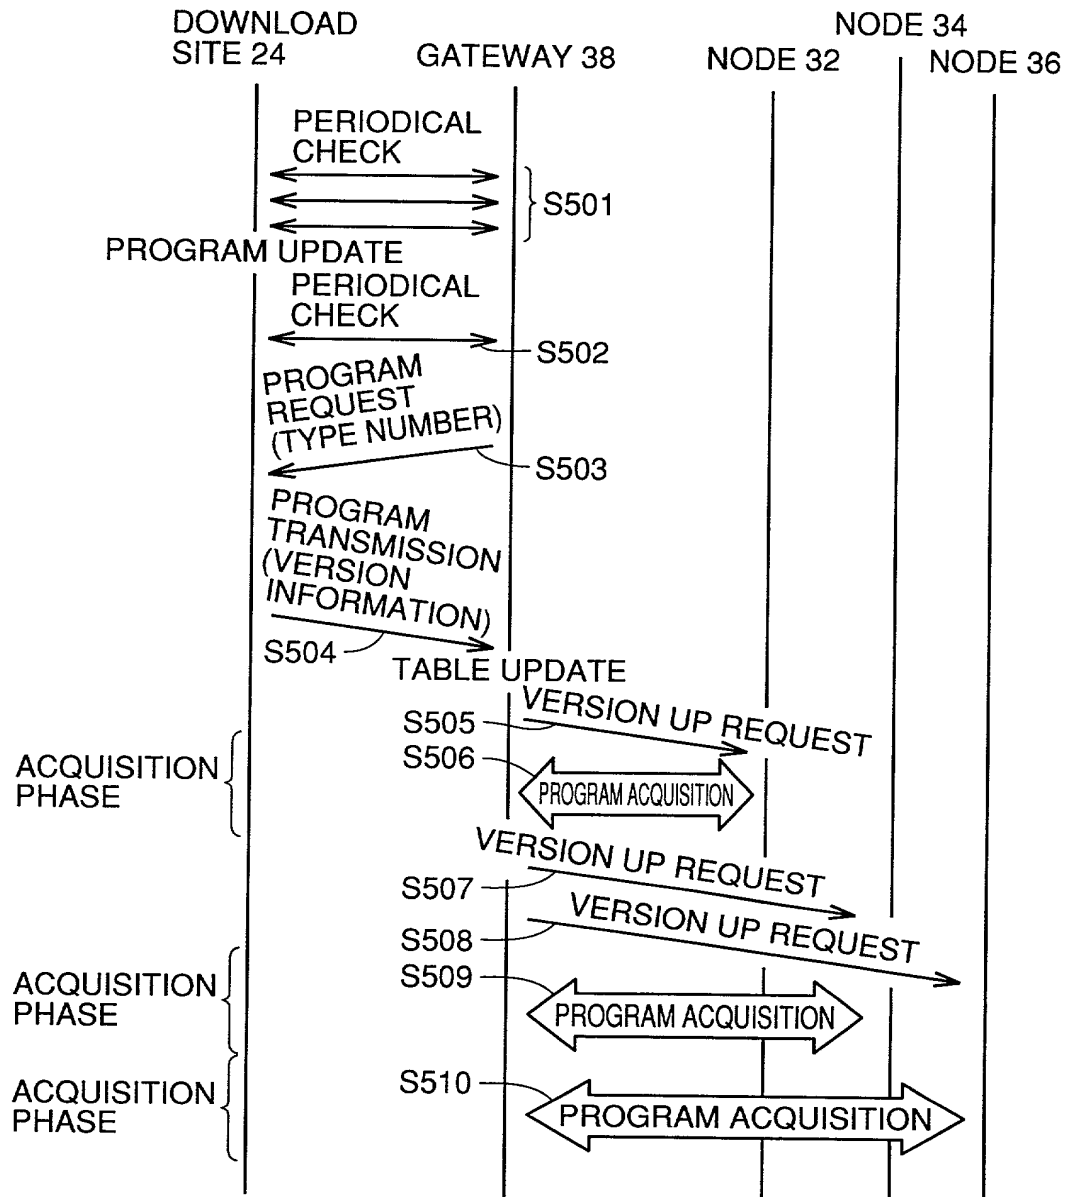 DOWNLOAD
SITE 24
GATEWAY 38
NODE 32
NODE 34
NODE 36
PERIODICAL
CHECK
S501
PROGRAM UPDATE
PERIODICAL
CHECK
S502
PROGRAM
REQUEST
(TYPE NUMBER)
S503
PROGRAM
TRANSMISSION
(VERSION
INFORMATION)
S504
TABLE UPDATE
VERSION UP REQUEST
S505
S506
ACQUISITION
PHASE
PROGRAM ACQUISITION
VERSION UP REQUEST
S507
VERSION UP REQUEST
S508
S509
ACQUISITION
PHASE
PROGRAM ACQUISITION
S510
ACQUISITION
PHASE
PROGRAM ACQUISITION